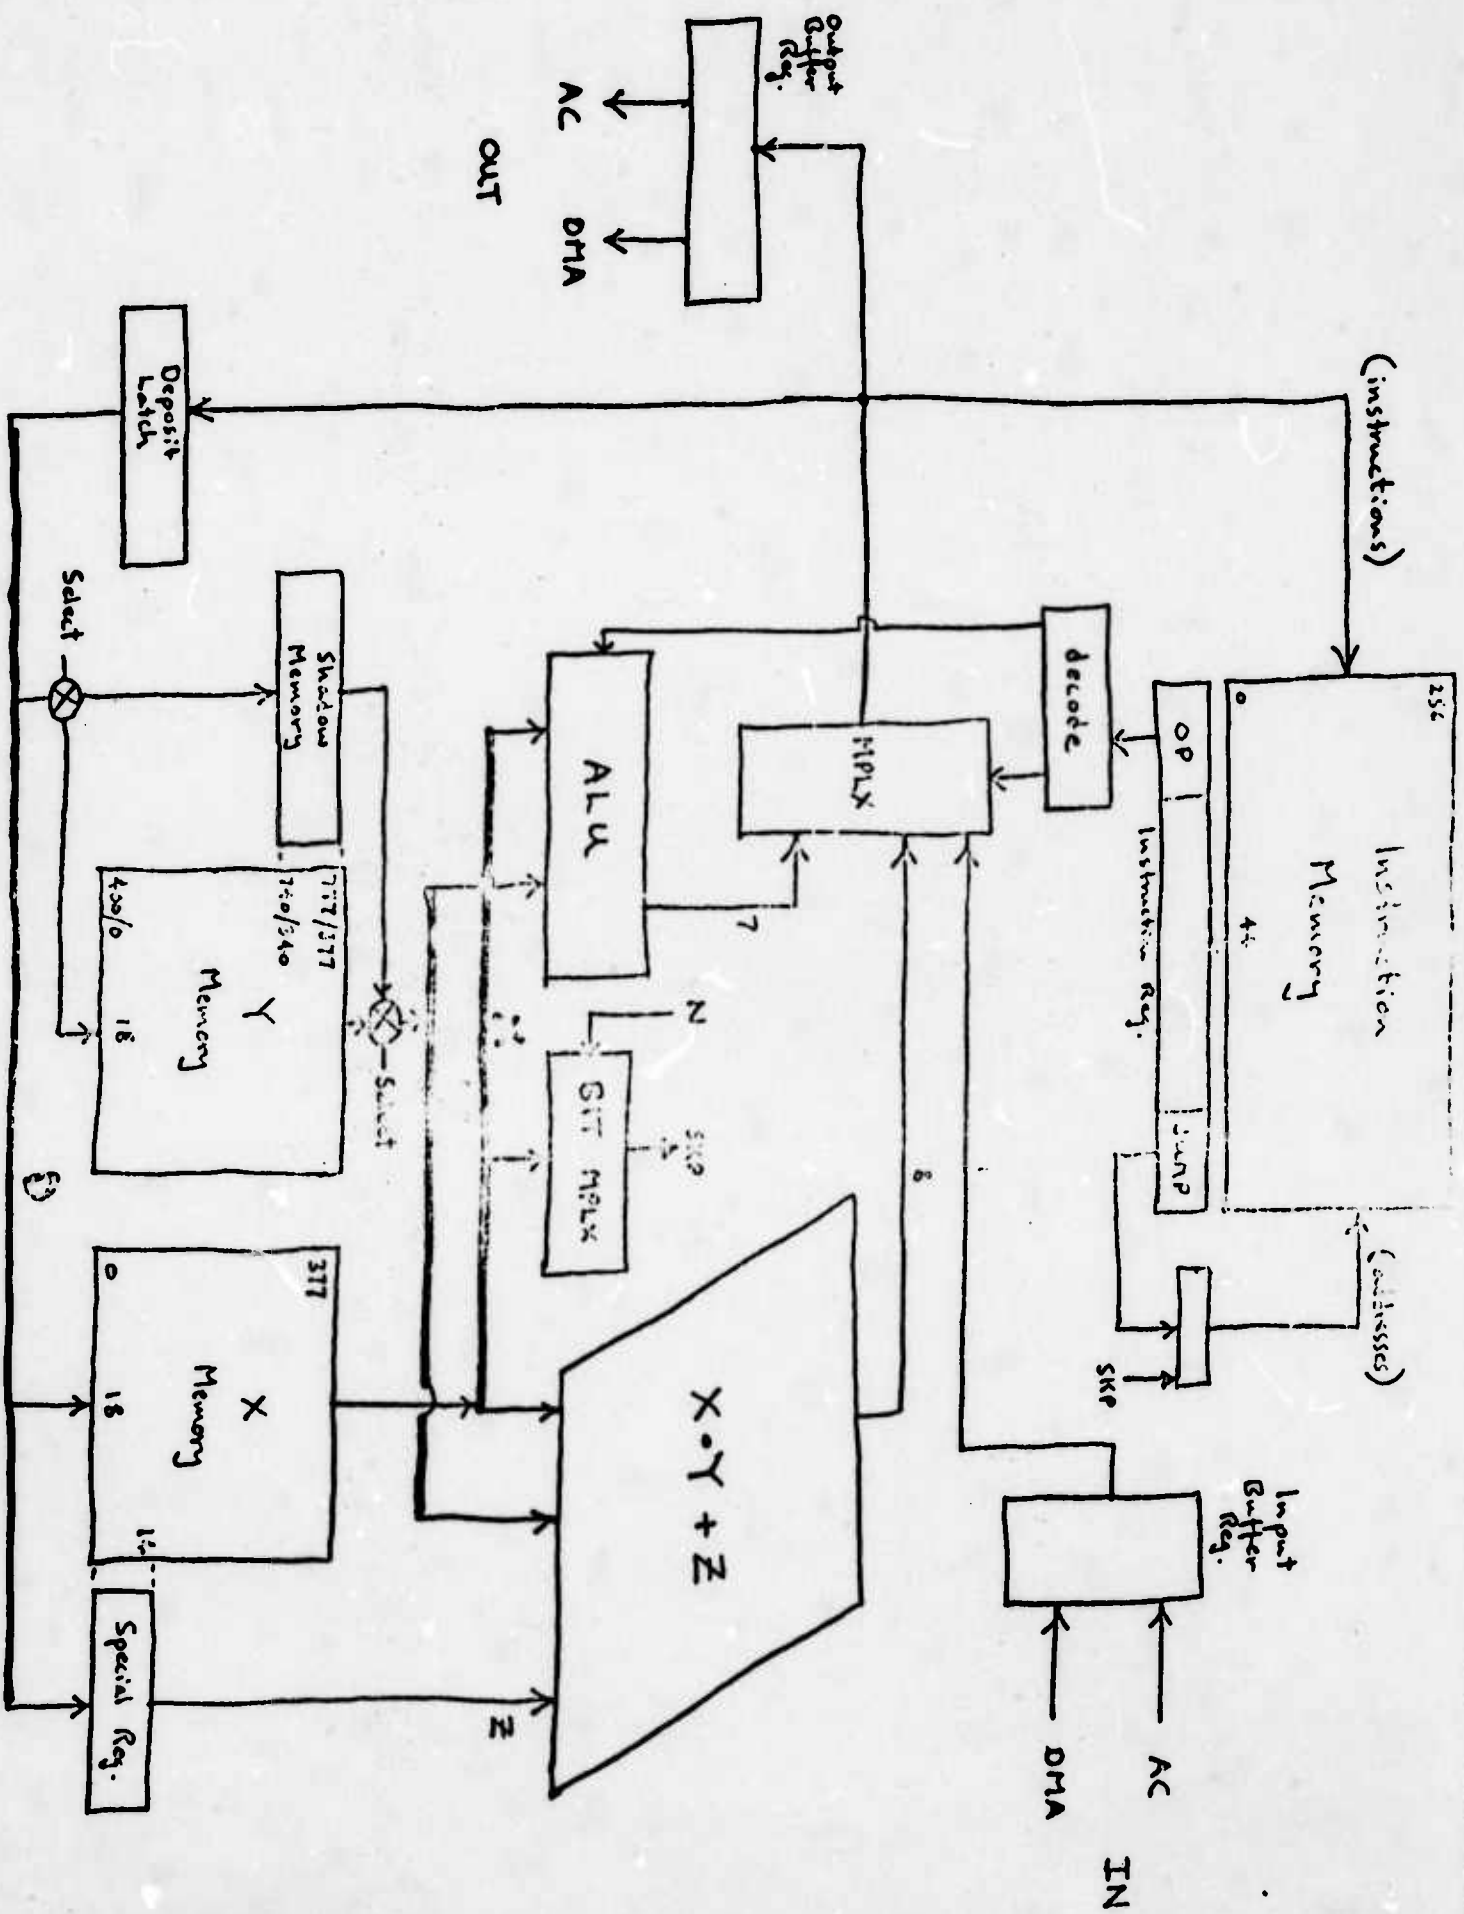 (instructions)
256
0
Instruction
Memory
(addresses)
OP
JUMP
Instruction Reg.
SKP
decode
Input
Buffer
Reg.
AC
DMA
IN
Output
Buffer
Reg.
AC
DMA
OUT
MPLX
7
8
ALU
N
BIT MPLX
SKP
X•Y + Z
Z
Deposit
Latch
Select
Shadow
Memory
Select
777/377
740/340
Y
Memory
400/0
18
377
X
Memory
0
18
Special Reg.